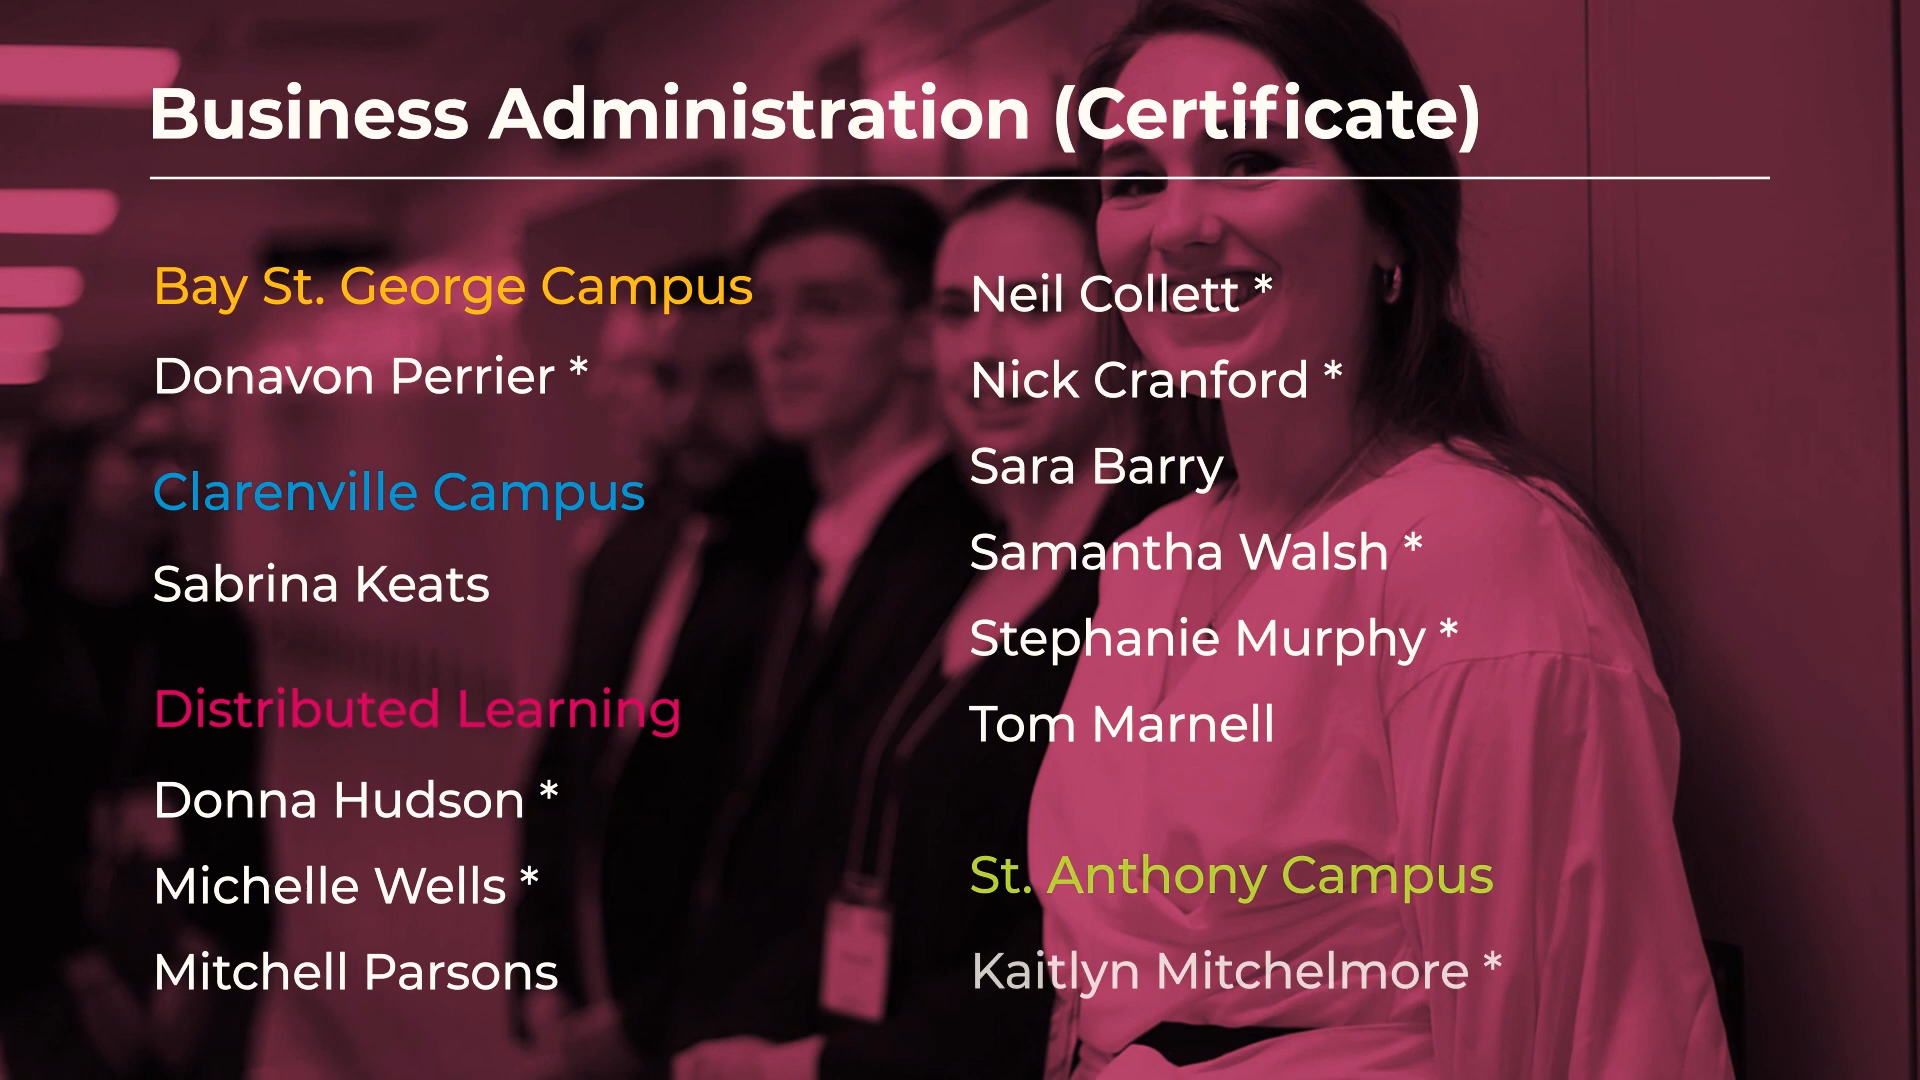 Business Administration (Certificate)
Bay St. George Campus
Donavon Perrier *
Clarenville Campus
Sabrina Keats
Distributed Learning
Donna Hudson *
Michelle Wells *
Mitchell Parsons
Neil Collett *
Nick Cranford *
Sara Barry
Samantha Walsh *
Stephanie Murphy *
Tom Marnell
St. Anthony Campus
Kaitlyn Mitchelmore *